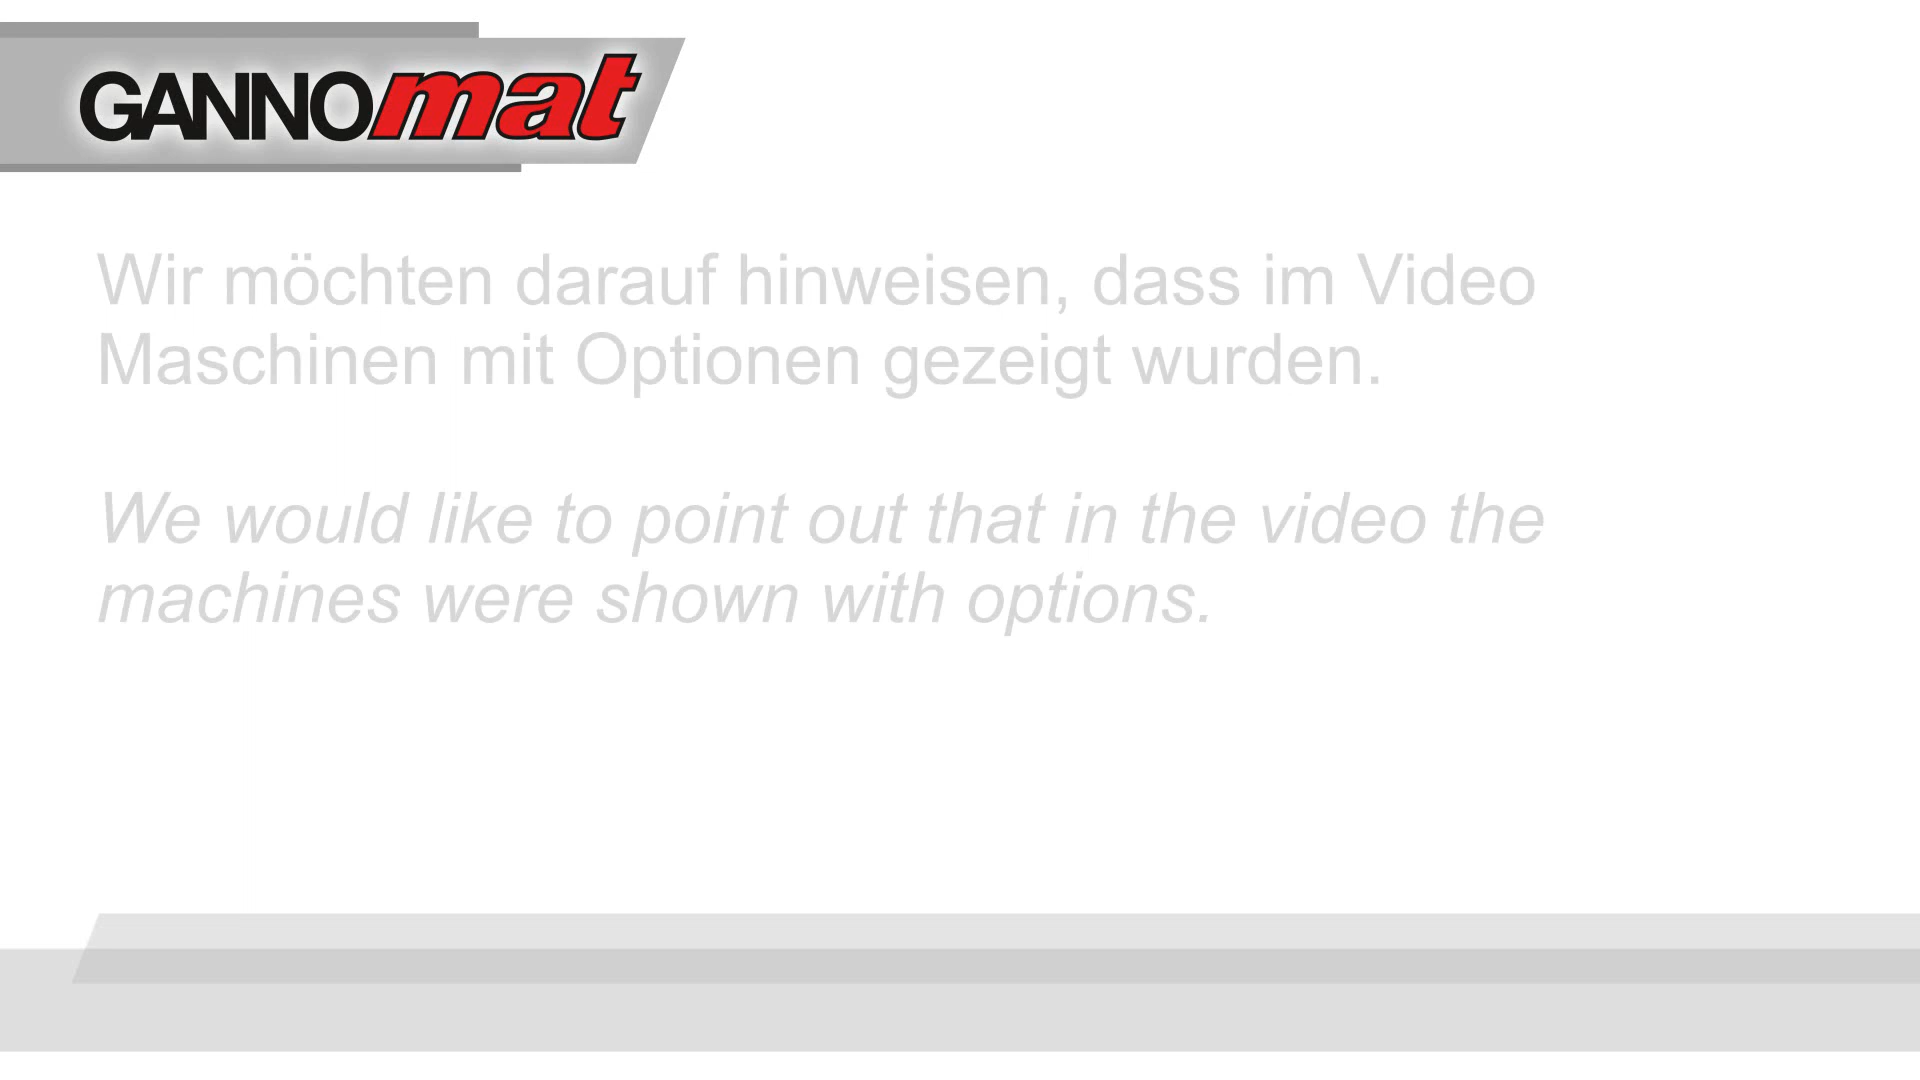 GANNOmat
Wir möchten darauf hinweisen, dass im Video
Maschinen mit Optionen gezeigt wurden.
We would like to point out that in the video the
machines were shown with options.